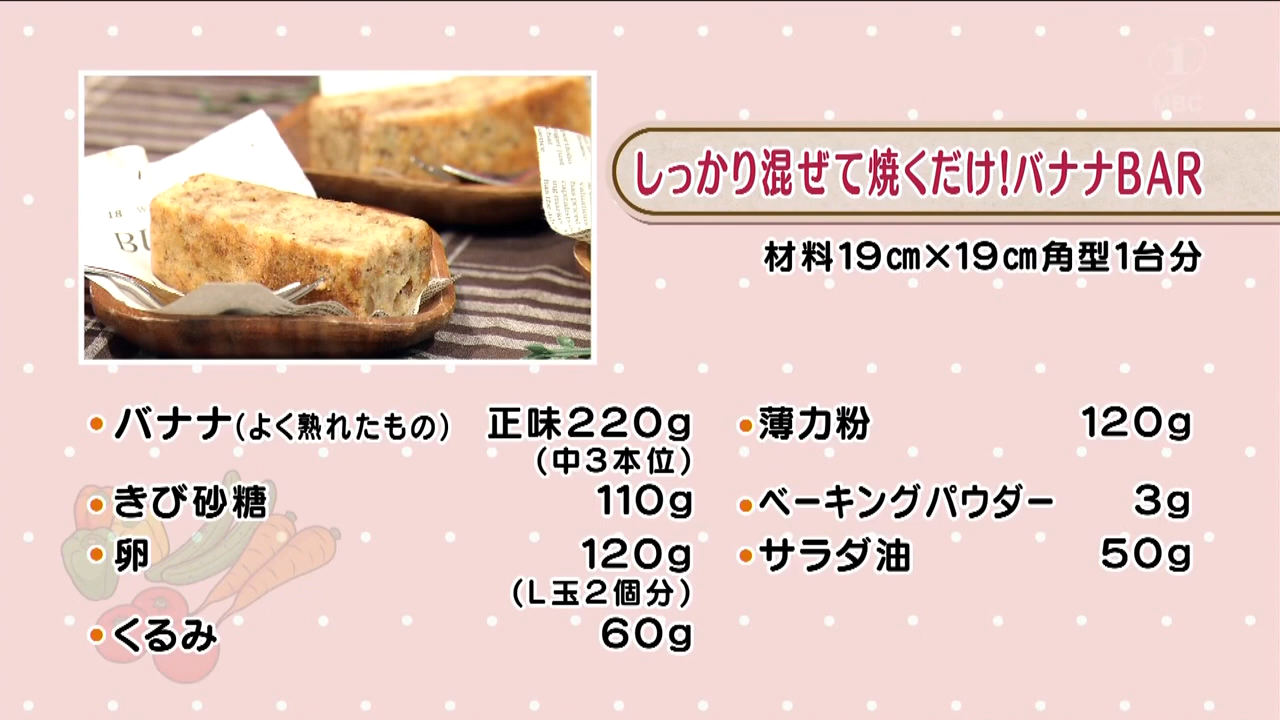 1
NBC
しっかり混ぜて焼くだけ!バナナBAR
材料19㎝×19㎝角型1台分
・バナナ(よく熟れたもの) 正味220g
(中3本位)
・きび砂糖 110g
・卵 120g
(L玉2個分)
・くるみ 60g
・薄力粉 120g
・ベーキングパウダー 3g
・サラダ油 50g
18